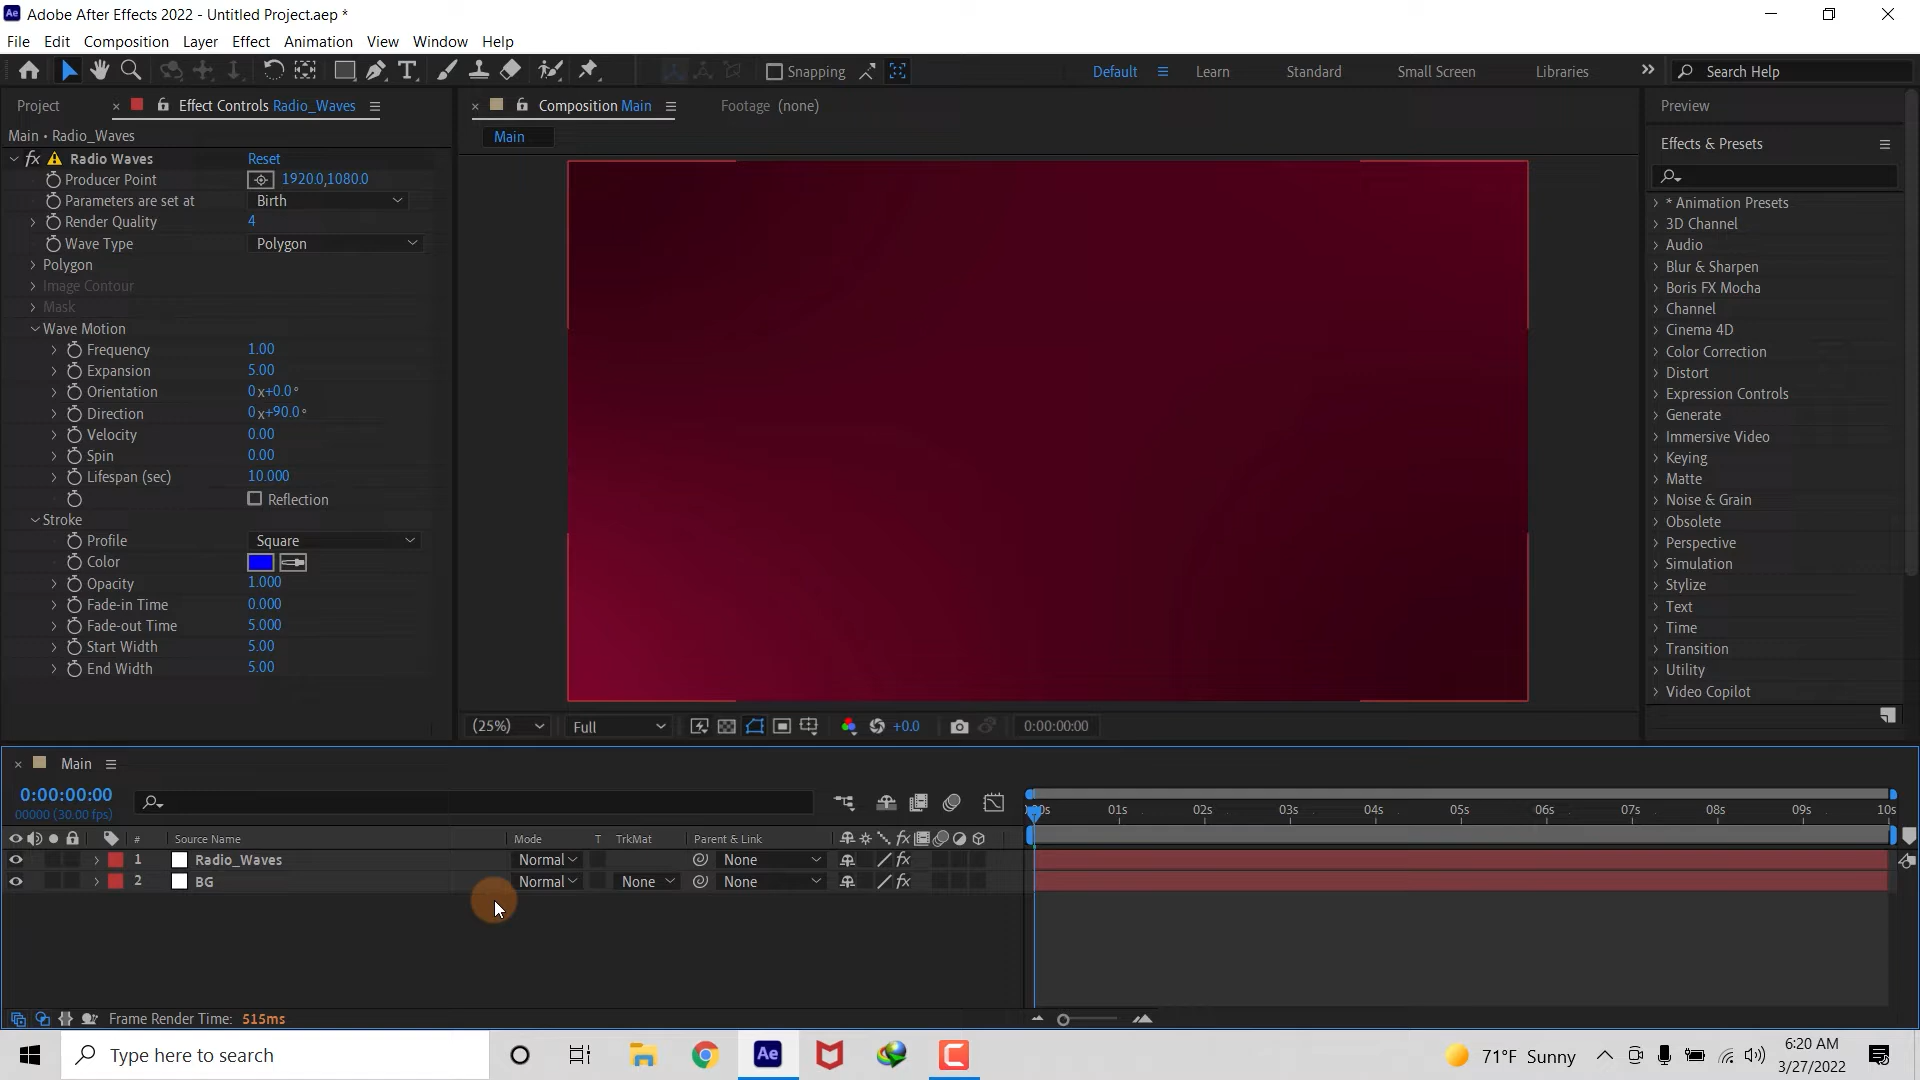 Adobe After Effects 2022 - Untitled Project.aep *
File Edit Composition Layer Effect Animation View Window Help
Snapping Default Learn Standard Small Screen Libraries Search Help
Project Effect Controls Radio_Waves
Main • Radio_Waves
fx Radio Waves Reset
Producer Point 1920.0,1080.0
Parameters are set at Birth
Render Quality 4
Wave Type Polygon
Polygon
Image Contour
Mask
Wave Motion
Frequency 1.00
Expansion 5.00
Orientation 0x+0.0°
Direction 0x+90.0°
Velocity 0.00
Spin 0.00
Lifespan (sec) 10.000
Reflection
Stroke
Profile Square
Color
Opacity 1.000
Fade-in Time 0.000
Fade-out Time 5.000
Start Width 5.00
End Width 5.00
Composition Main Footage (none)
Main
(25%) Full +0.0 0:00:00:00
Preview
Effects & Presets
* Animation Presets
3D Channel
Audio
Blur & Sharpen
Boris FX Mocha
Channel
Cinema 4D
Color Correction
Distort
Expression Controls
Generate
Immersive Video
Keying
Matte
Noise & Grain
Obsolete
Perspective
Simulation
Stylize
Text
Time
Transition
Utility
Video Copilot
Main
0:00:00:00
00000 (30.00 fps)
01s 02s 03s 04s 05s 06s 07s 08s 09s 10s
# Source Name Mode T TrkMat Parent & Link
1 Radio_Waves Normal None
2 BG Normal None None
Frame Render Time: 515ms
Type here to search
71°F Sunny
6:20 AM
3/27/2022